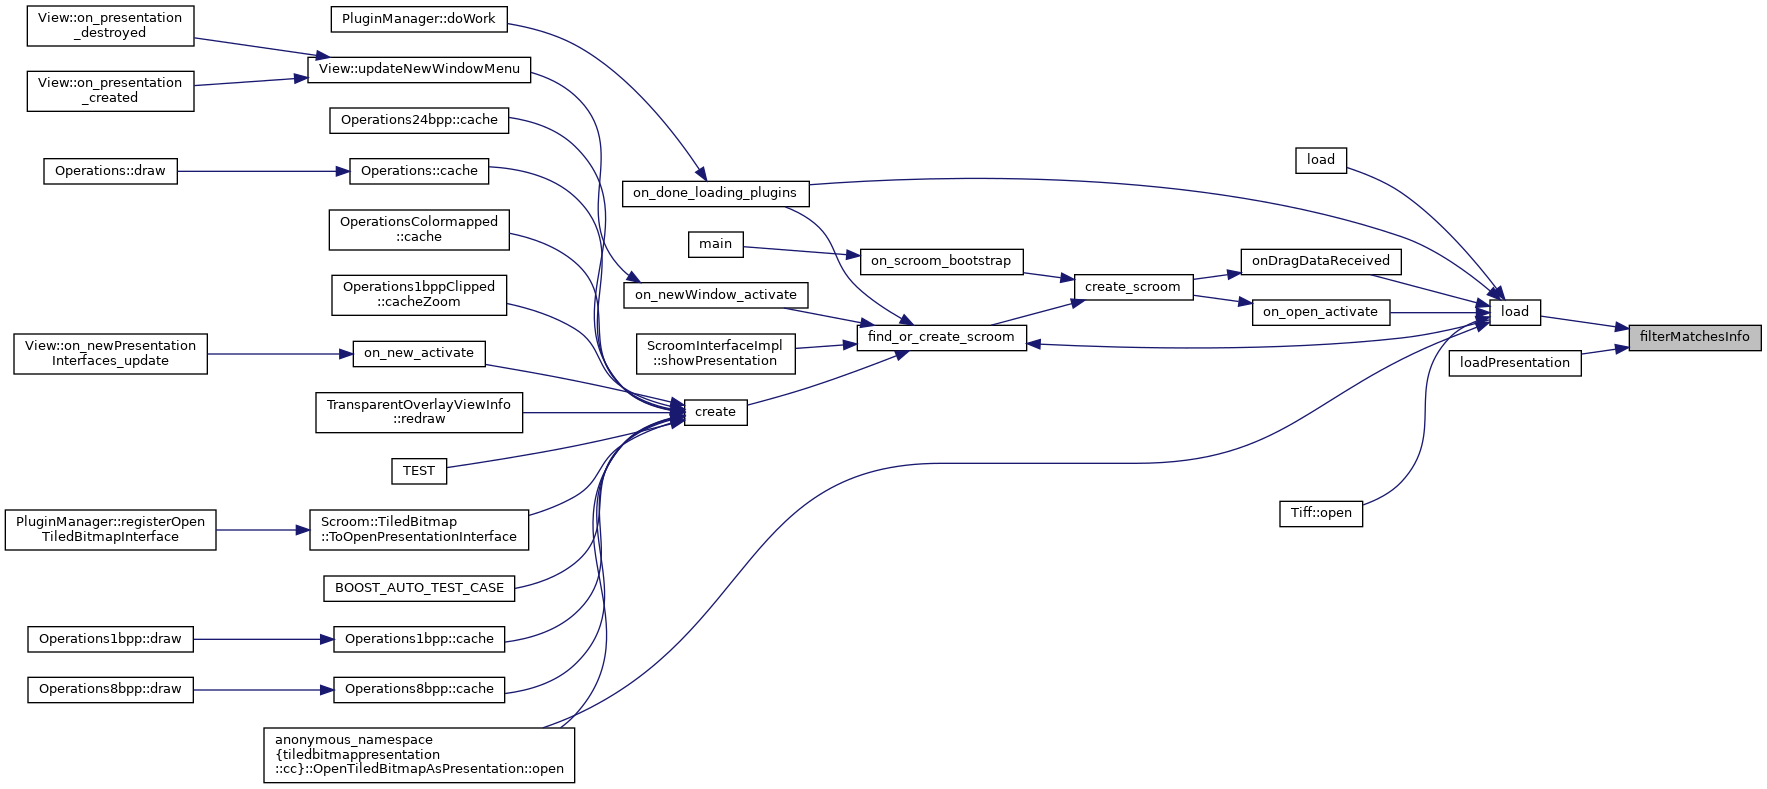 View::on_presentation
_destroyed
View::on_presentation
_created
Operations::draw
View::on_newPresentation
Interfaces_update
PluginManager::registerOpen
TiledBitmapInterface
Operations1bpp::draw
Operations8bpp::draw
PluginManager::doWork
View::updateNewWindowMenu
Operations24bpp::cache
Operations::cache
OperationsColormapped
::cache
Operations1bppClipped
::cacheZoom
on_new_activate
TransparentOverlayViewInfo
::redraw
TEST
Scroom::TiledBitmap
::ToOpenPresentationInterface
BOOST_AUTO_TEST_CASE
Operations1bpp::cache
Operations8bpp::cache
anonymous_namespace
{tiledbitmappresentation
::cc}::OpenTiledBitmapAsPresentation::open
on_done_loading_plugins
main
on_newWindow_activate
ScroomInterfaceImpl
::showPresentation
create
on_scroom_bootstrap
find_or_create_scroom
create_scroom
load
onDragDataReceived
on_open_activate
Tiff::open
load
loadPresentation
filterMatchesInfo